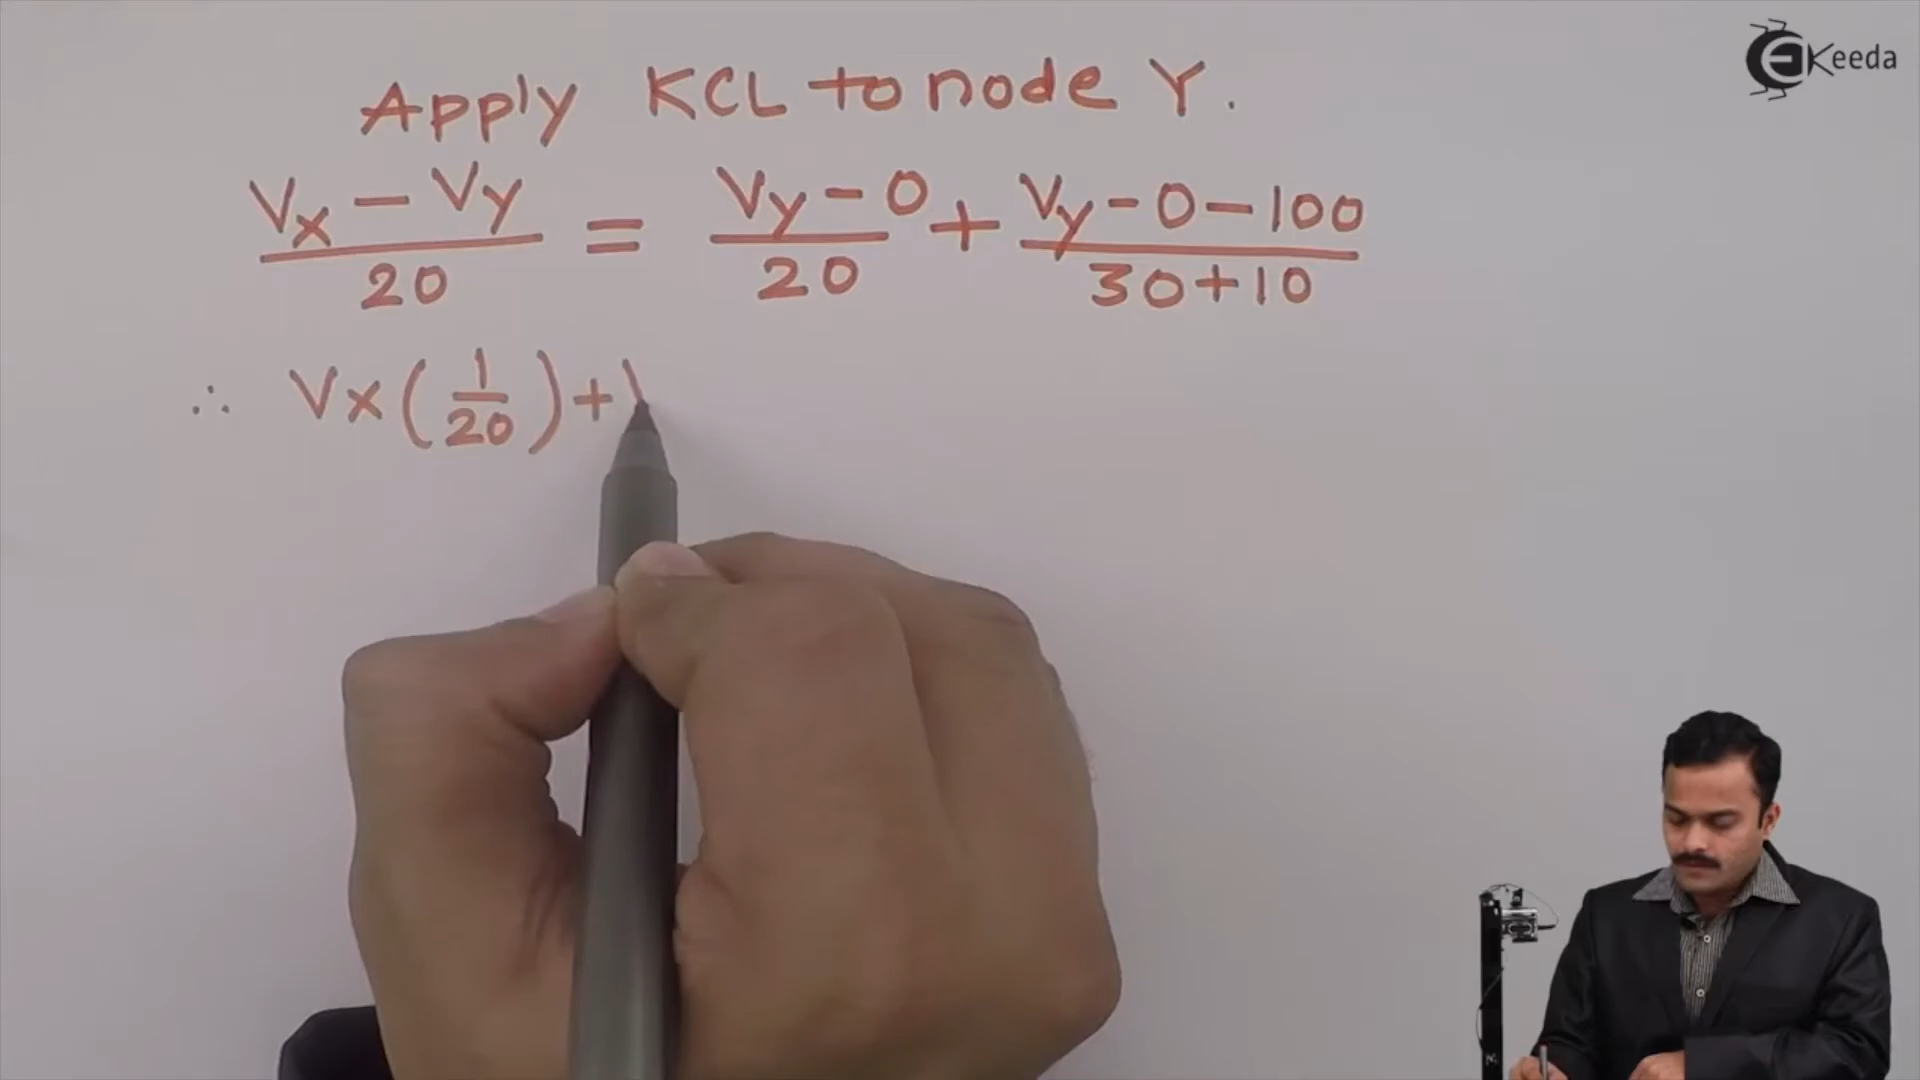 EKeeda
Apply KCL to node Y.
Vx - Vy / 20 = Vy - 0 / 20 + Vy - 0 - 100 / 30 + 10
∴ Vx (1/20) +